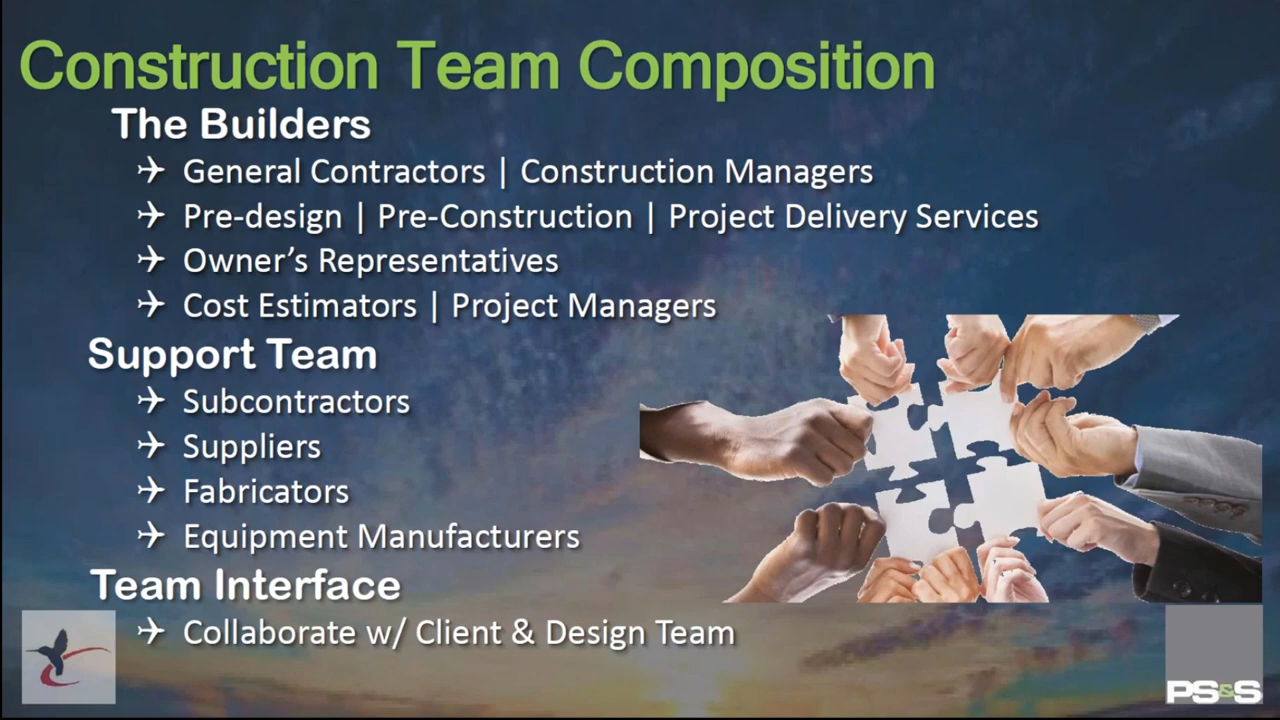 Construction Team Composition
The Builders
General Contractors | Construction Managers
Pre-design | Pre-Construction | Project Delivery Services
Owner’s Representatives
Cost Estimators | Project Managers
Support Team
Subcontractors
Suppliers
Fabricators
Equipment Manufacturers
Team Interface
Collaborate w/ Client & Design Team
PS&S